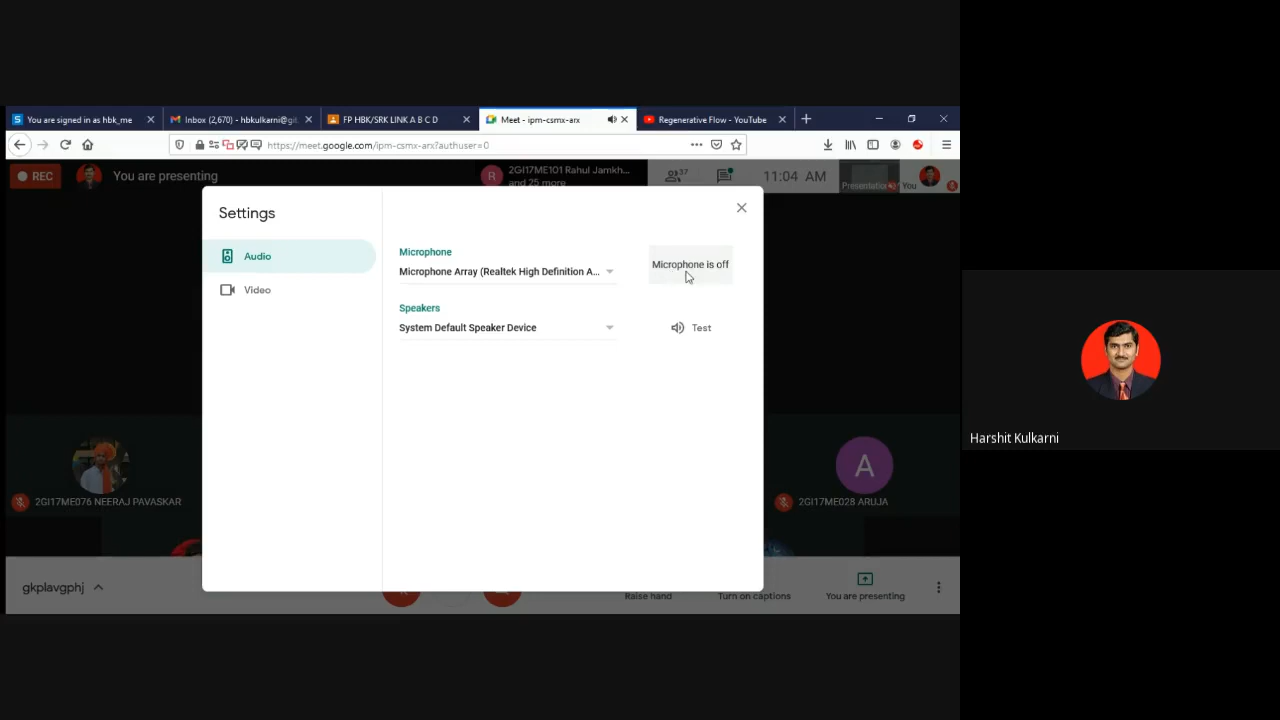 You are signed in as hbk_me
Inbox (2,670) - hbkulkarni@git.
FP HBK/SRK LINK A B C D
Meet - ipm-csmx-arx
Regenerative Flow - YouTube
https://meet.google.com/ipm-csmx-arx?authuser=0
REC
You are presenting
R
2GI17ME101 Rahul Jamkh...
and 25 more
37
11:04 AM
Presentation
You
Settings
Audio
Video
Microphone
Microphone Array (Realtek High Definition A...
Microphone is off
Speakers
System Default Speaker Device
Test
2GI17ME076 NEERAJ PAVASKAR
A
2GI17ME028 ARUJA
Harshit Kulkarni
gkplavgphj
Raise hand
Turn on captions
You are presenting